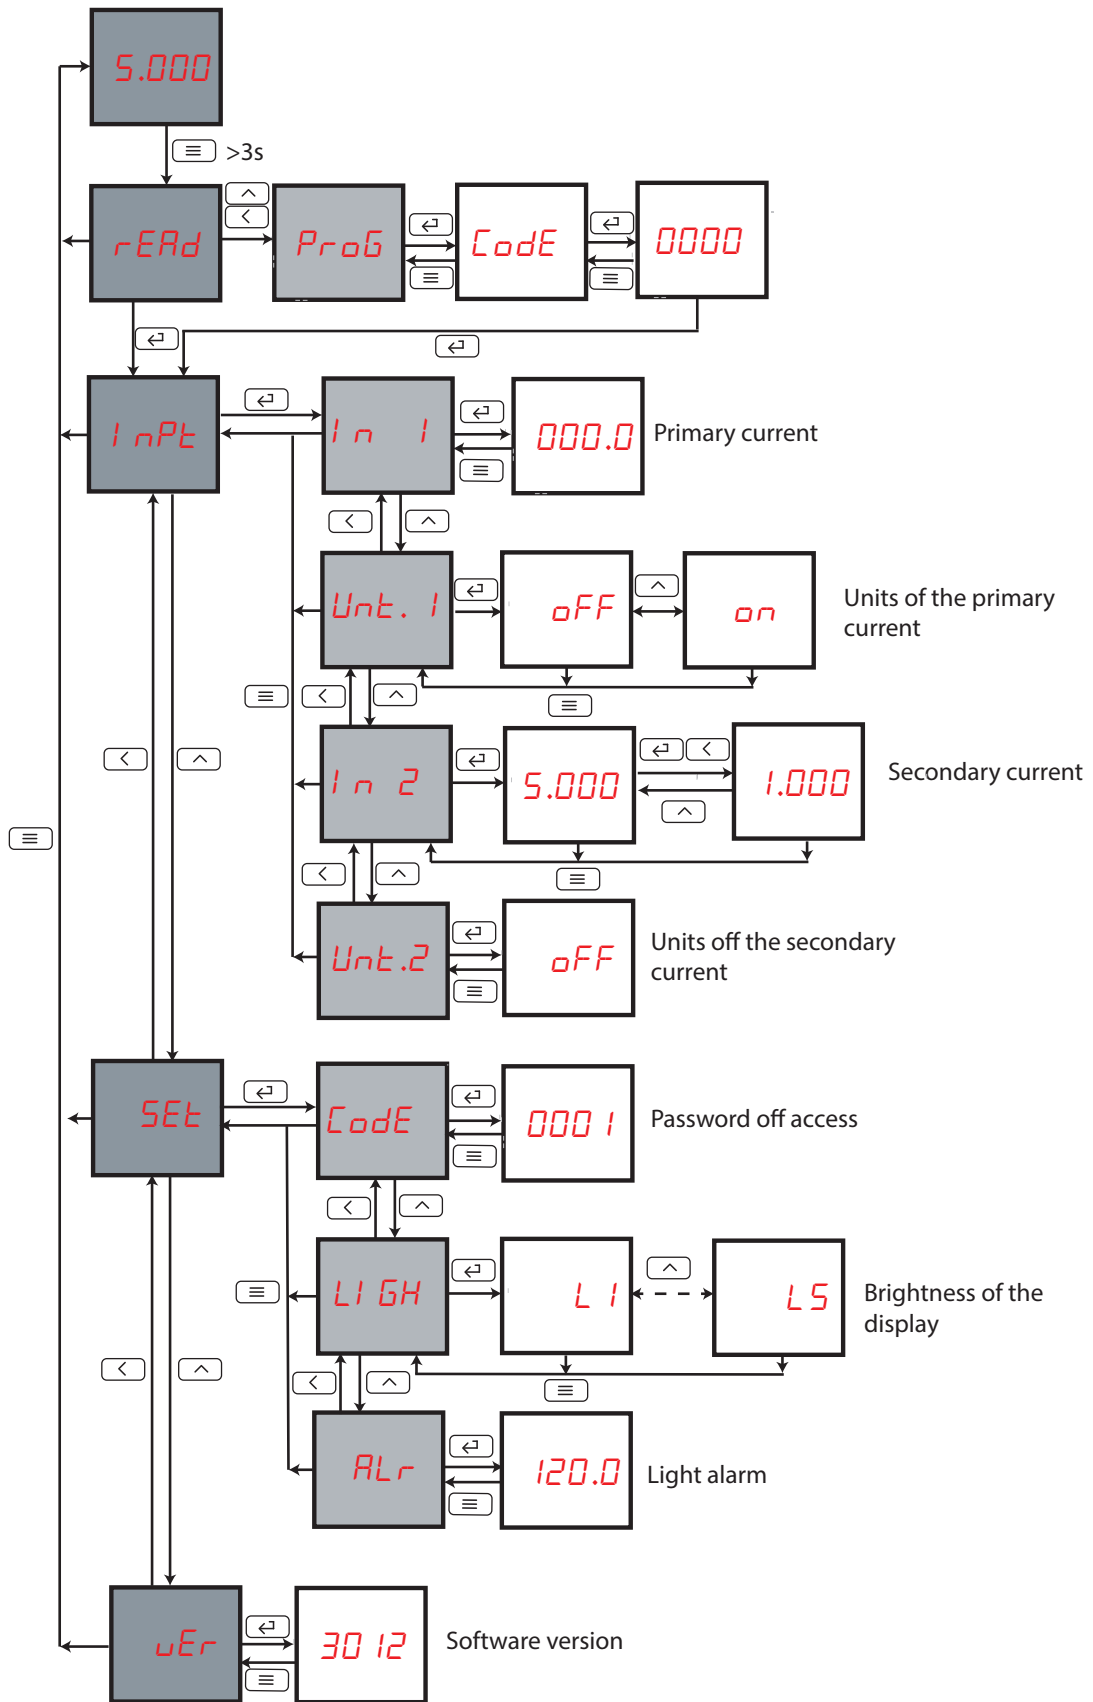 5.000
>3s
rEAd
ProG
CodE
0000
InPt
In 1
000.0
Primary current
Unt. 1
oFF
on
Units of the primary
current
In 2
5.000
1.000
Secondary current
Unt.2
oFF
Units off the secondary
current
SEt
CodE
0001
Password off access
LIGH
L1
L5
Brightness of the
display
ALr
120.0
Light alarm
uEr
3012
Software version